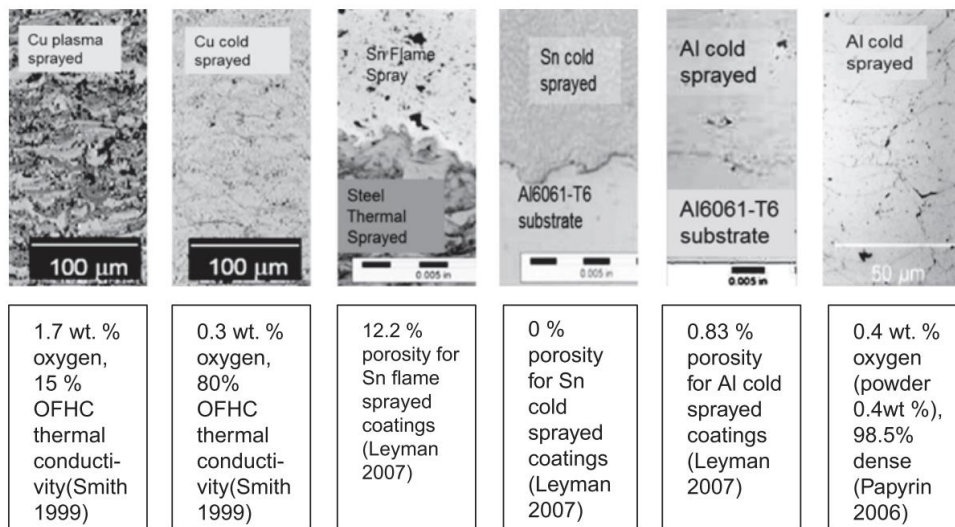 Cu plasma
sprayed
100 µm
Cu cold
sprayed
100 µm
Sn Flame
Spray
Steel
Thermal
Sprayed
0.005 in
Sn cold
sprayed
Al6061-T6
substrate
0.005 in
Al cold
sprayed
Al6061-T6
substrate
0.005 in
Al cold
sprayed
50 µm
1.7 wt. %
oxygen,
15 %
OFHC
thermal
conducti-
vity(Smith
1999)
0.3 wt. %
oxygen,
80%
OFHC
thermal
conducti-
vity(Smith
1999)
12.2 %
porosity for
Sn flame
sprayed
coatings
(Leyman
2007)
0 %
porosity
for Sn
cold
sprayed
coatings
(Leyman
2007)
0.83 %
porosity
for Al cold
sprayed
coatings
(Leyman
2007)
0.4 wt. %
oxygen
(powder
0.4wt %),
98.5%
dense
(Papyrin
2006)